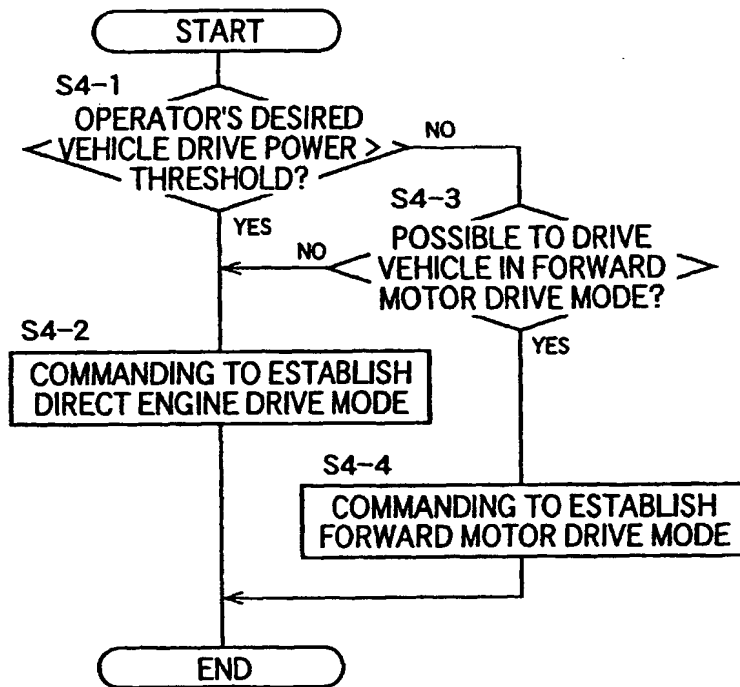 START
S4-1
OPERATOR'S DESIRED
VEHICLE DRIVE POWER >
THRESHOLD?
NO
YES
S4-3
POSSIBLE TO DRIVE
VEHICLE IN FORWARD
MOTOR DRIVE MODE?
NO
YES
S4-2
COMMANDING TO ESTABLISH
DIRECT ENGINE DRIVE MODE
S4-4
COMMANDING TO ESTABLISH
FORWARD MOTOR DRIVE MODE
END